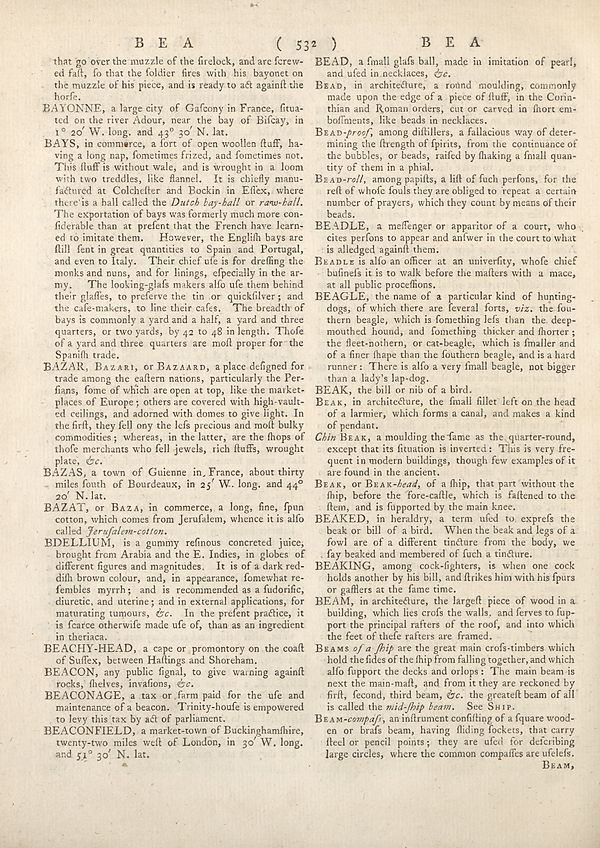 B E A
( 532 )
B E A
that go over the muzzle of the firelock, and are ſcrew-
ed faſt, ſo that the ſoldier fires with his bayonet on
the muzzle of his piece, and is ready to act againſt the
horſe.
BAYONNE, a large city of Gaſcony in France, ſitua-
ted on the river Adour, near the bay of Biſcay, in
1° 20′ W. long. and 43° 30′ N. lat.
BAYS, in commerce, a ſort of open woollen ſtuff, ha-
ving a long nap, ſometimes frized, and ſometimes not.
This ſtuff is without wale, and is wrought in a loom
with two treddles, like flannel. It is chiefly manu-
factured at Colcheſter and Bockin in Eſſex, where
there is a hall called the Dutch bay-hall or raw-hall.
The exportation of bays was formerly much more con-
ſiderable than at preſent that the French have learn-
ed to imitate them. However, the Engliſh bays are
ſtill ſent in great quantities to Spain and Portugal,
and even to Italy. Their chief uſe is for dreſſing the
monks and nuns, and for linings, eſpecially in the ar-
my. The looking-glaſs makers alſo uſe them behind
their glaſſes, to preſerve the tin or quickſilver; and
the caſe-makers, to line their caſes. The breadth of
bays is commonly a yard and a half, a yard and three
quarters, or two yards, by 42 to 48 in length. Thoſe
of a yard and three quarters are moſt proper for the
Spaniſh trade.
BAZAR, BAZARI, or BAZAARD, a place deſigned for
trade among the eaſtern nations, particularly the Per-
ſians, ſome of which are open at top, like the market-
places of Europe; others are covered with high-vault-
ed ceilings, and adorned with domes to give light. In
the firſt, they ſell ony the leſs precious and moſt bulky
commodities; whereas, in the latter, are the ſhops of
thoſe merchants who ſell jewels, rich ſtuffs, wrought
plate, &c.
BAZAS, a town of Guienne in France, about thirty
miles ſouth of Bourdeaux, in 25′ W. long. and 44°
20′ N. lat.
BAZAT, or BAZA, in commerce, a long, fine, ſpun
cotton, which comes from Jeruſalem, whence it is alſo
called Jeruſalem-cotton.
BDELLIUM, is a gummy reſinous concreted juice,
brought from Arabia and the E. Indies, in globes of
different figures and magnitudes. It is of a dark red-
diſh brown colour, and, in appearance, ſomewhat re-
ſembles myrrh; and is recommended as a ſudorific,
diuretic, and uterine; and in external applications, for
maturating tumours, &c. In the preſent practice, it
is ſcarce otherwiſe made uſe of, than as an ingredient
in theriaca.
BEACHY-HEAD, a cape or promontory on the coaſt
of Suſſex, between Haſtings and Shoreham.
BEACON, any public ſignal, to give warning againſt
rocks, ſhelves, invaſions, &c.
BEACONAGE, a tax or farm paid for the uſe and
maintenance of a beacon. Trinity-houſe is empowered
to levy this tax by act of parliament.
BEACONFIELD, a market-town of Buckinghamſhire,
twenty-two miles weſt of London, in 30′ W. long.
and 51° 30′ N. lat.
BEAD, a ſmall glaſs ball, made in imitation of pearl,
and uſed in necklaces, &c.
BEAD, in architecture, a round moulding, commonly
made upon the edge of a piece of ſtuff, in the Corin-
thian and Roman orders, cut or carved in ſhort em-
boſſments, like beads in necklaces.
BEAD-proof, among diſtillers, a fallacious way of deter-
mining the ſtrength of ſpirits, from the continuance of
the bubbles, or beads, raiſed by ſhaking a ſmall quan-
tity of them in a phial.
BEAD-roll, among papiſts, a liſt of ſuch perſons, for the
reſt of whoſe ſouls they are obliged to repeat a certain
number of prayers, which they count by means of their
beads.
BEADLE, a meſſenger or apparitor of a court, who
cites perſons to appear and anſwer in the court to what
is alledged againſt them.
BEADLE is alſo an officer at an univerſity, whoſe chief
buſineſs it is to walk before the maſters with a mace,
at all public proceſſions.
BEAGLE, the name of a particular kind of hunting-
dogs, of which there are ſeveral ſorts, viz. the ſou-
thern beagle, which is ſomething leſs than the deep-
mouthed hound, and ſomething thicker and ſhorter;
the fleet-nothern, or cat-beagle, which is ſmaller and
of a finer ſhape than the ſouthern beagle, and is a hard
runner: There is alſo a very ſmall beagle, not bigger
than a lady's lap-dog.
BEAK, the bill or nib of a bird.
BEAK, in architecture, the ſmall fillet left on the head
of a larmier, which forms a canal, and makes a kind
of pendant.
Chin BEAK, a moulding the ſame as the quarter-round,
except that its ſituation is inverted: This is very fre-
quent in modern buildings, though few examples of it
are found in the ancient.
BEAK, or BEAK-head, of a ſhip, that part without the
ſhip, before the fore-caſtle, which is faſtened to the
ſtem, and is ſupported by the main knee.
BEAKED, in heraldry, a term uſed to expreſs the
beak or bill of a bird. When the beak and legs of a
fowl are of a different tincture from the body, we
ſay beaked and membered of ſuch a tincture.
BEAKING, among cock-fighters, is when one cock
holds another by his bill, and ſtrikes him with his ſpurs
or gafflers at the ſame time.
BEAM, in architecture, the largeſt piece of wood in a
building, which lies croſs the walls, and ſerves to ſup-
port the principal rafters of the roof, and into which
the feet of theſe rafters are framed.
BEAMS of a ſhip are the great main croſs-timbers which
hold the ſides of the ſhip from falling together, and which
alſo ſupport the decks and orlops: The main beam is
next the main-maſt, and from it they are reckoned by
firſt, ſecond, third beam, &c. the greateſt beam of all
is called the mid-ſhip beam. See SHIP.
BEAM-compaſs, an inſtrument conſiſting of a ſquare wood-
en or braſs beam, having ſliding ſockets, that carry
ſteel or pencil points; they are uſed for deſcribing
large circles, where the common compaſſes are uſeleſs.
BEAM,